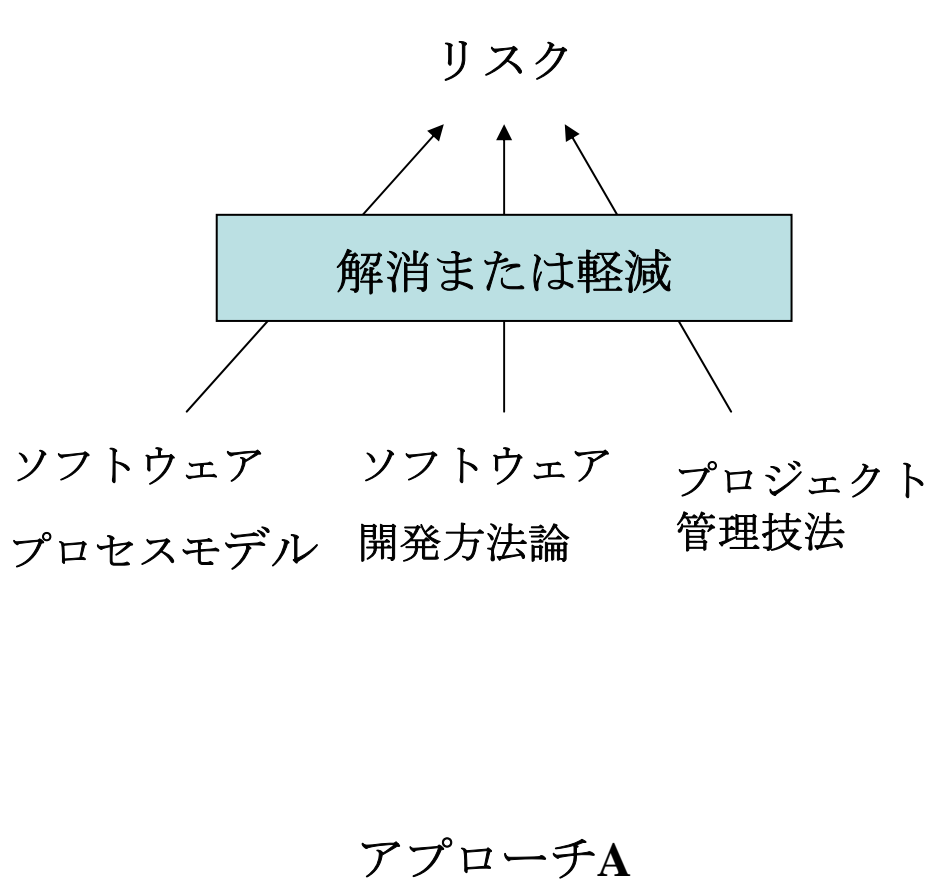 リスク
解消または軽減
ソフトウェア
プロセスモデル
ソフトウェア
開発方法論
プロジェクト
管理技法
アプローチA